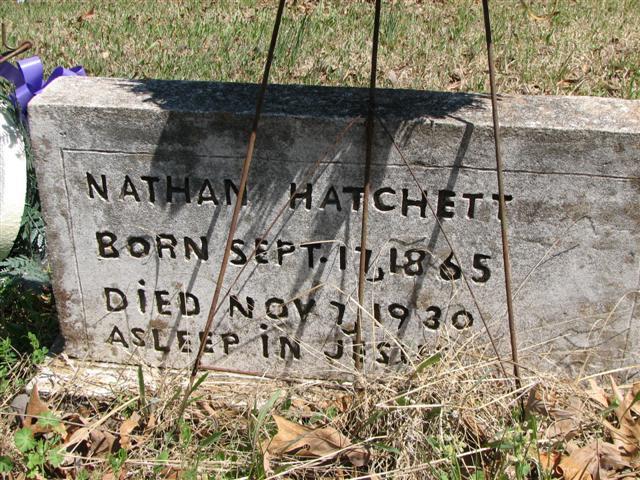 NATHAN HATCHETT
BORN SEPT. 17, 1865
DIED NOV 7, 1930
ASLEEP IN